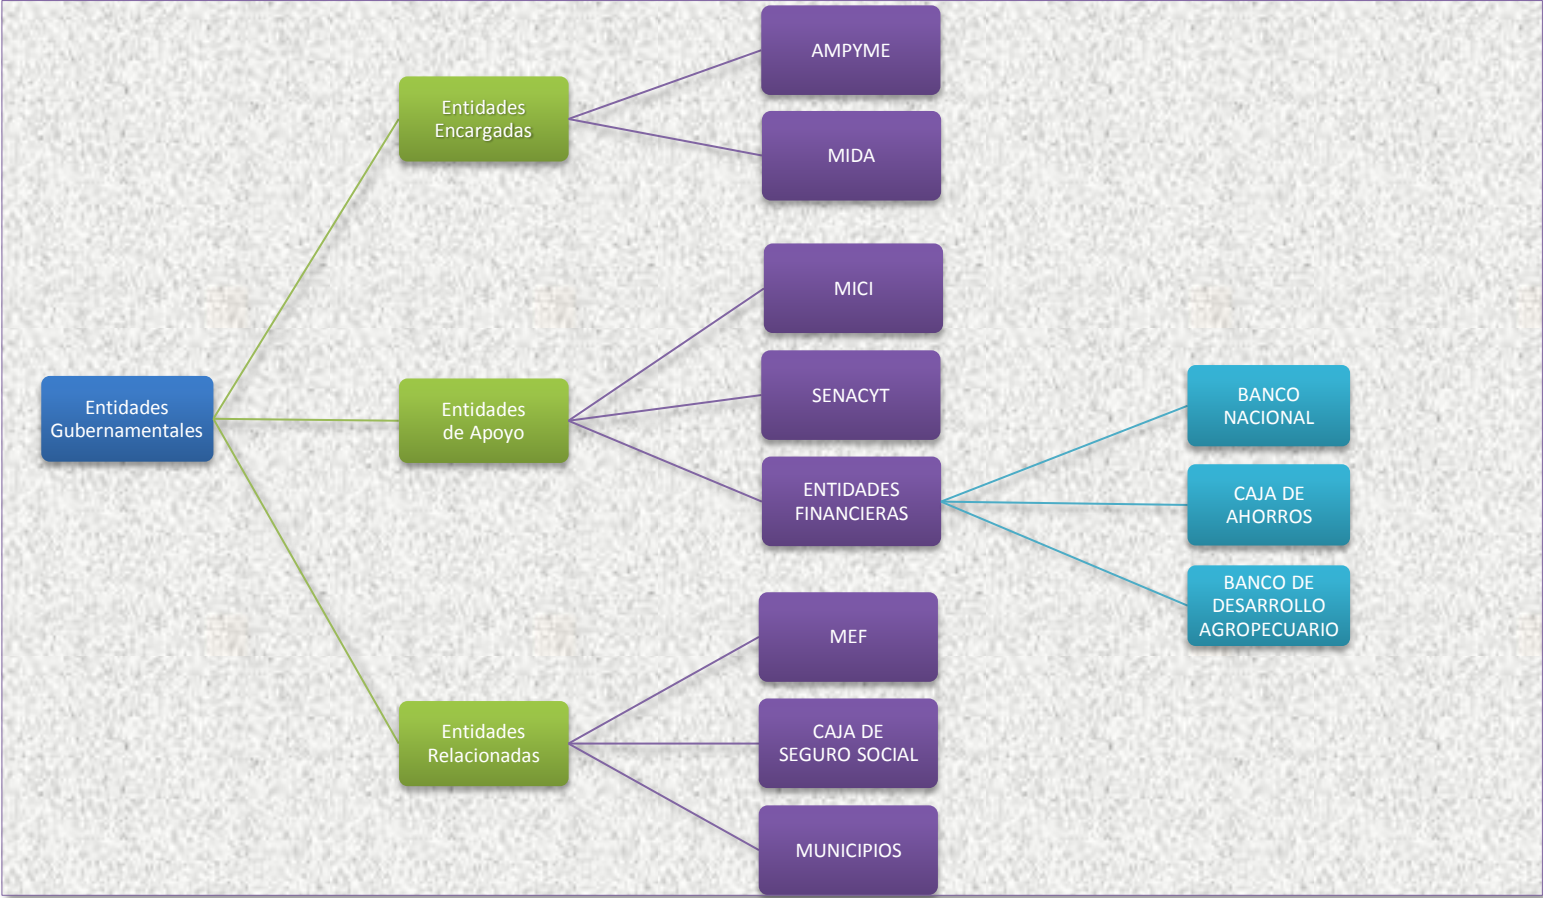 Entidades
Gubernamentales
Entidades
Encargadas
AMPYME
MIDA
Entidades
de Apoyo
MICI
SENACYT
ENTIDADES
FINANCIERAS
BANCO
NACIONAL
CAJA DE
AHORROS
BANCO DE
DESARROLLO
AGROPECUARIO
Entidades
Relacionadas
MEF
CAJA DE
SEGURO SOCIAL
MUNICIPIOS